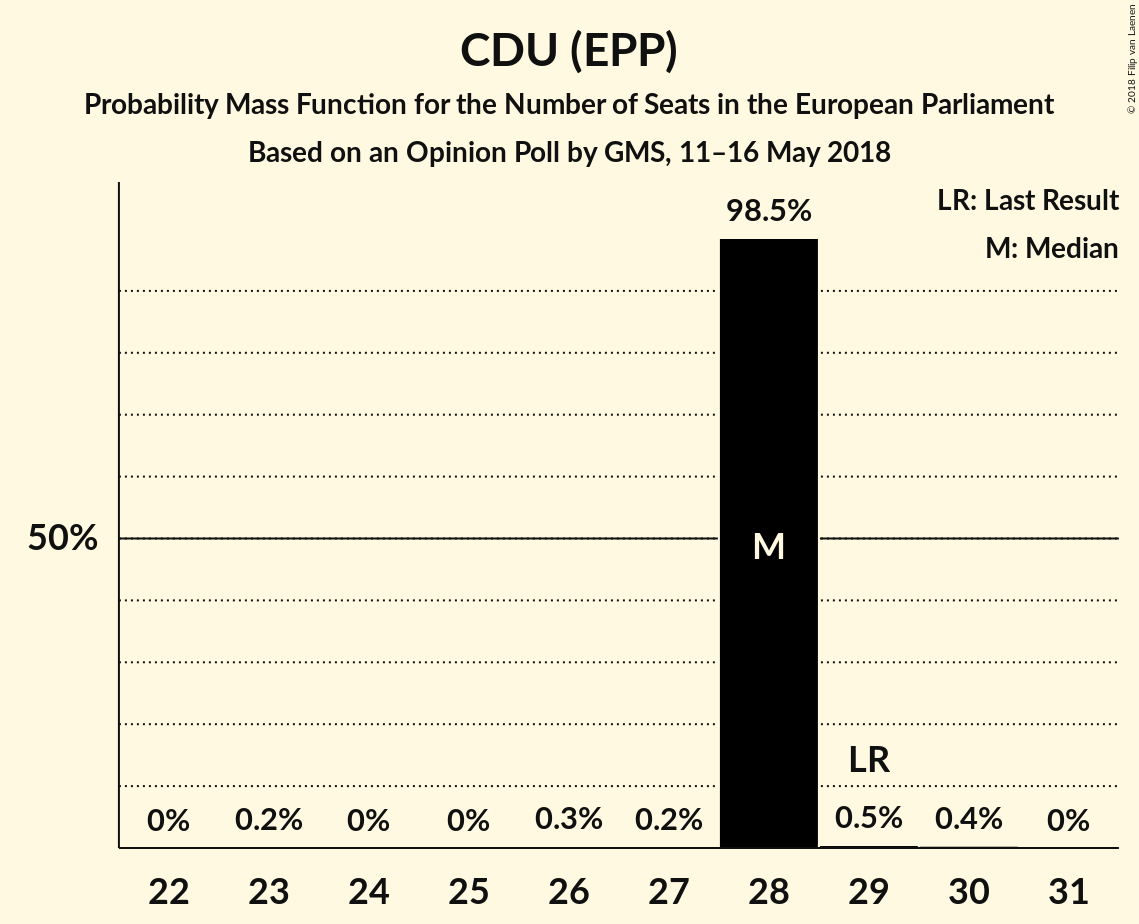 CDU (EPP)
Probability Mass Function for the Number of Seats in the European Parliament
Based on an Opinion Poll by GMS, 11–16 May 2018
© 2018 Filip van Laenen
LR: Last Result
M: Median
98.5%
50%
M
LR
0% 0.2% 0% 0% 0.3% 0.2% 0.5% 0.4% 0%
22 23 24 25 26 27 28 29 30 31